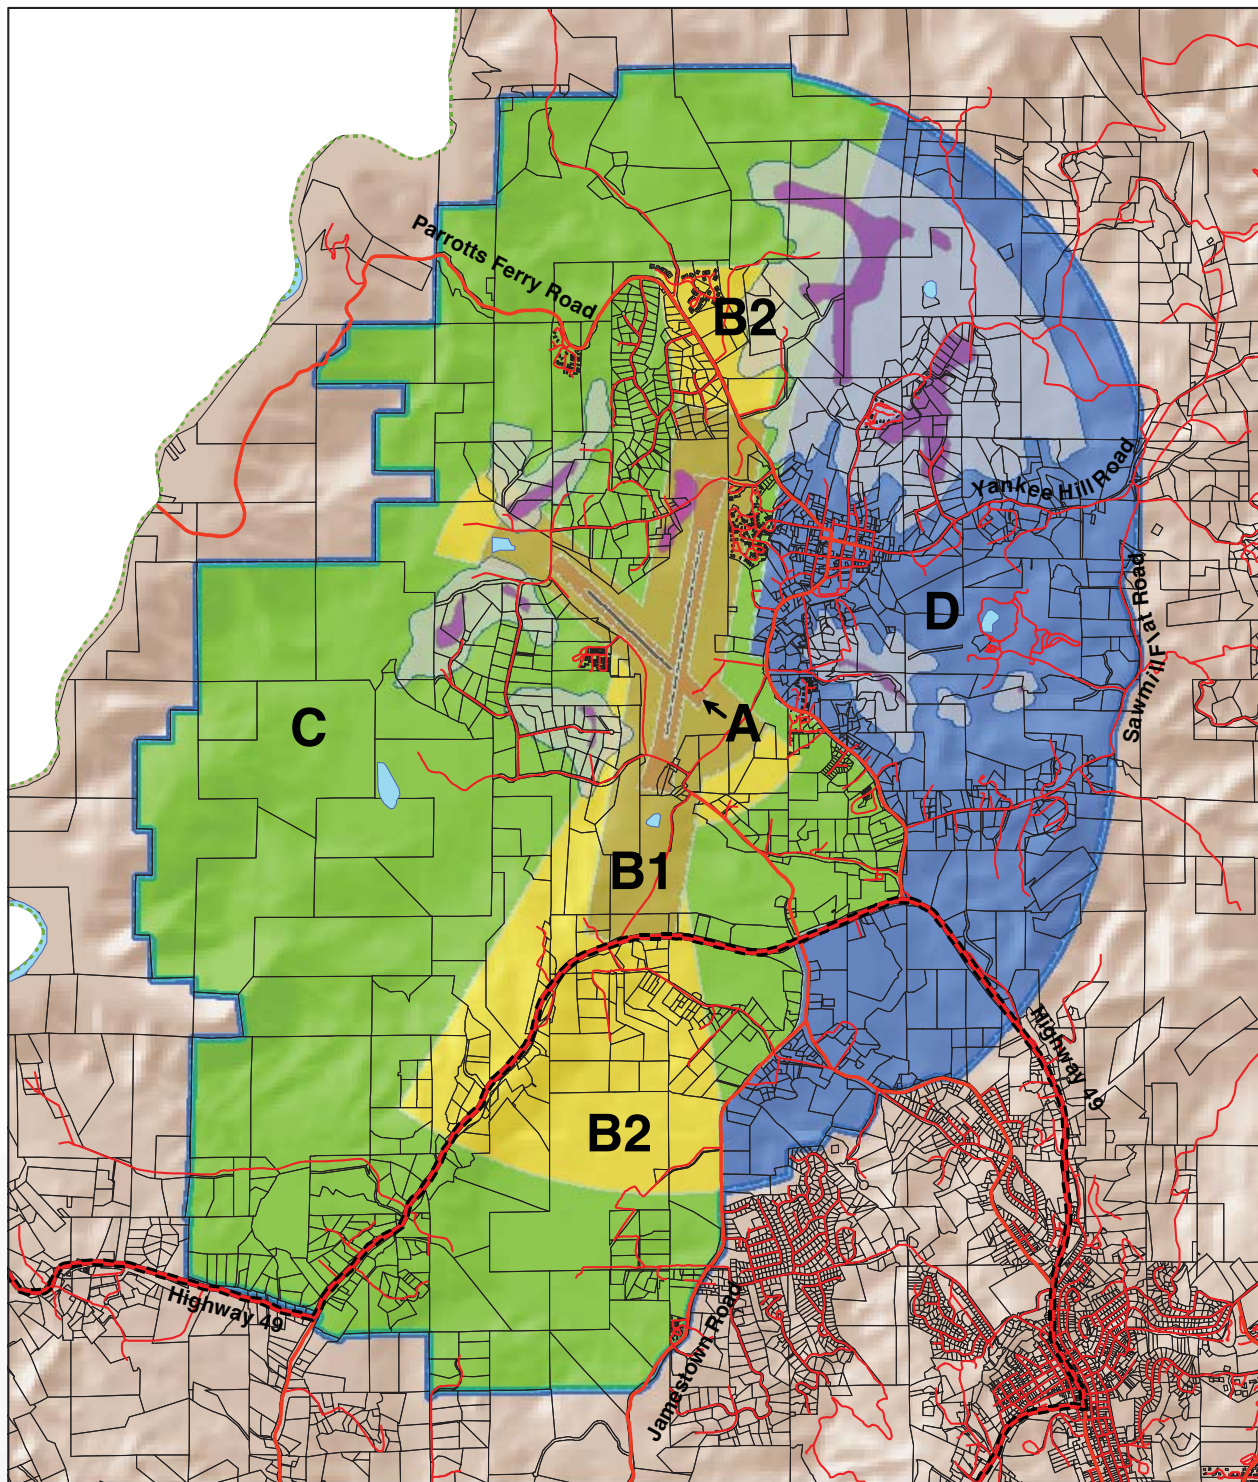 Parrotts Ferry Road
B2
Yankee Hill Road
Sawmill Flat Road
D
C
A
B1
Highway 49
B2
Highway 49
Jamestown Road